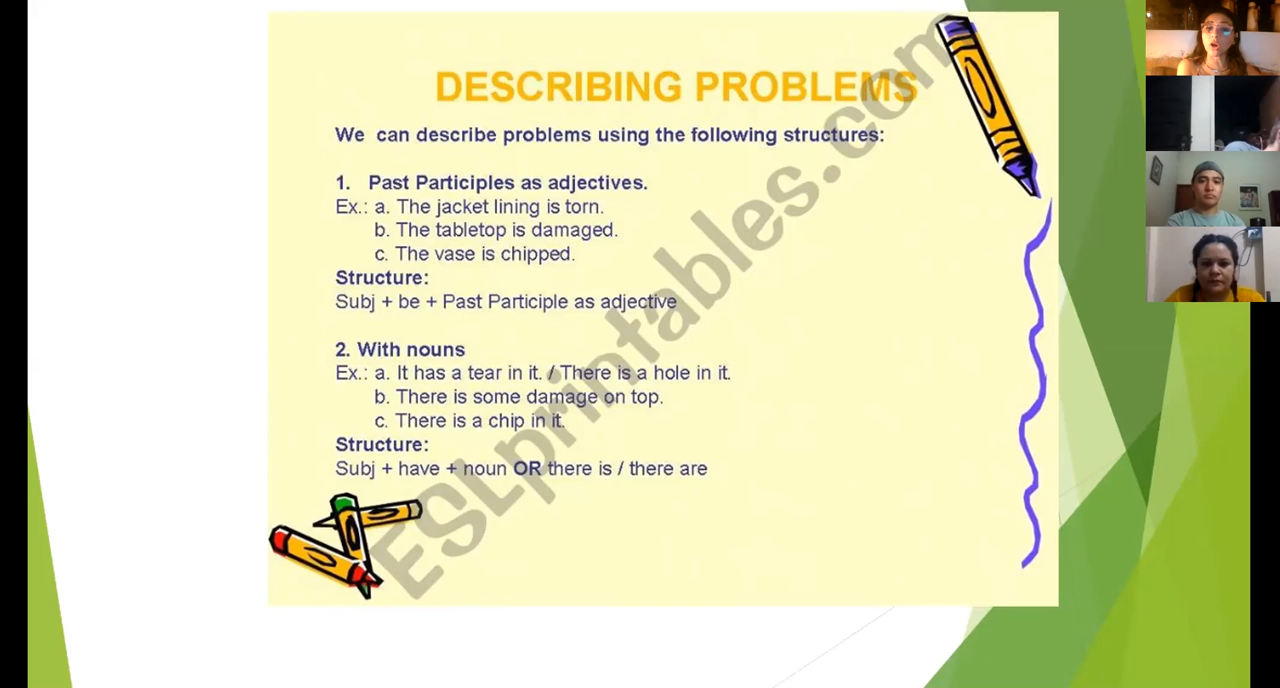 DESCRIBING PROBLEMS
We can describe problems using the following structures:
1. Past Participles as adjectives.
Ex.: a. The jacket lining is torn.
b. The tabletop is damaged.
c. The vase is chipped.
Structure:
Subj + be + Past Participle as adjective
2. With nouns
Ex.: a. It has a tear in it. / There is a hole in it.
b. There is some damage on top.
c. There is a chip in it.
Structure:
Subj + have + noun OR there is / there are
ESLprintables.com